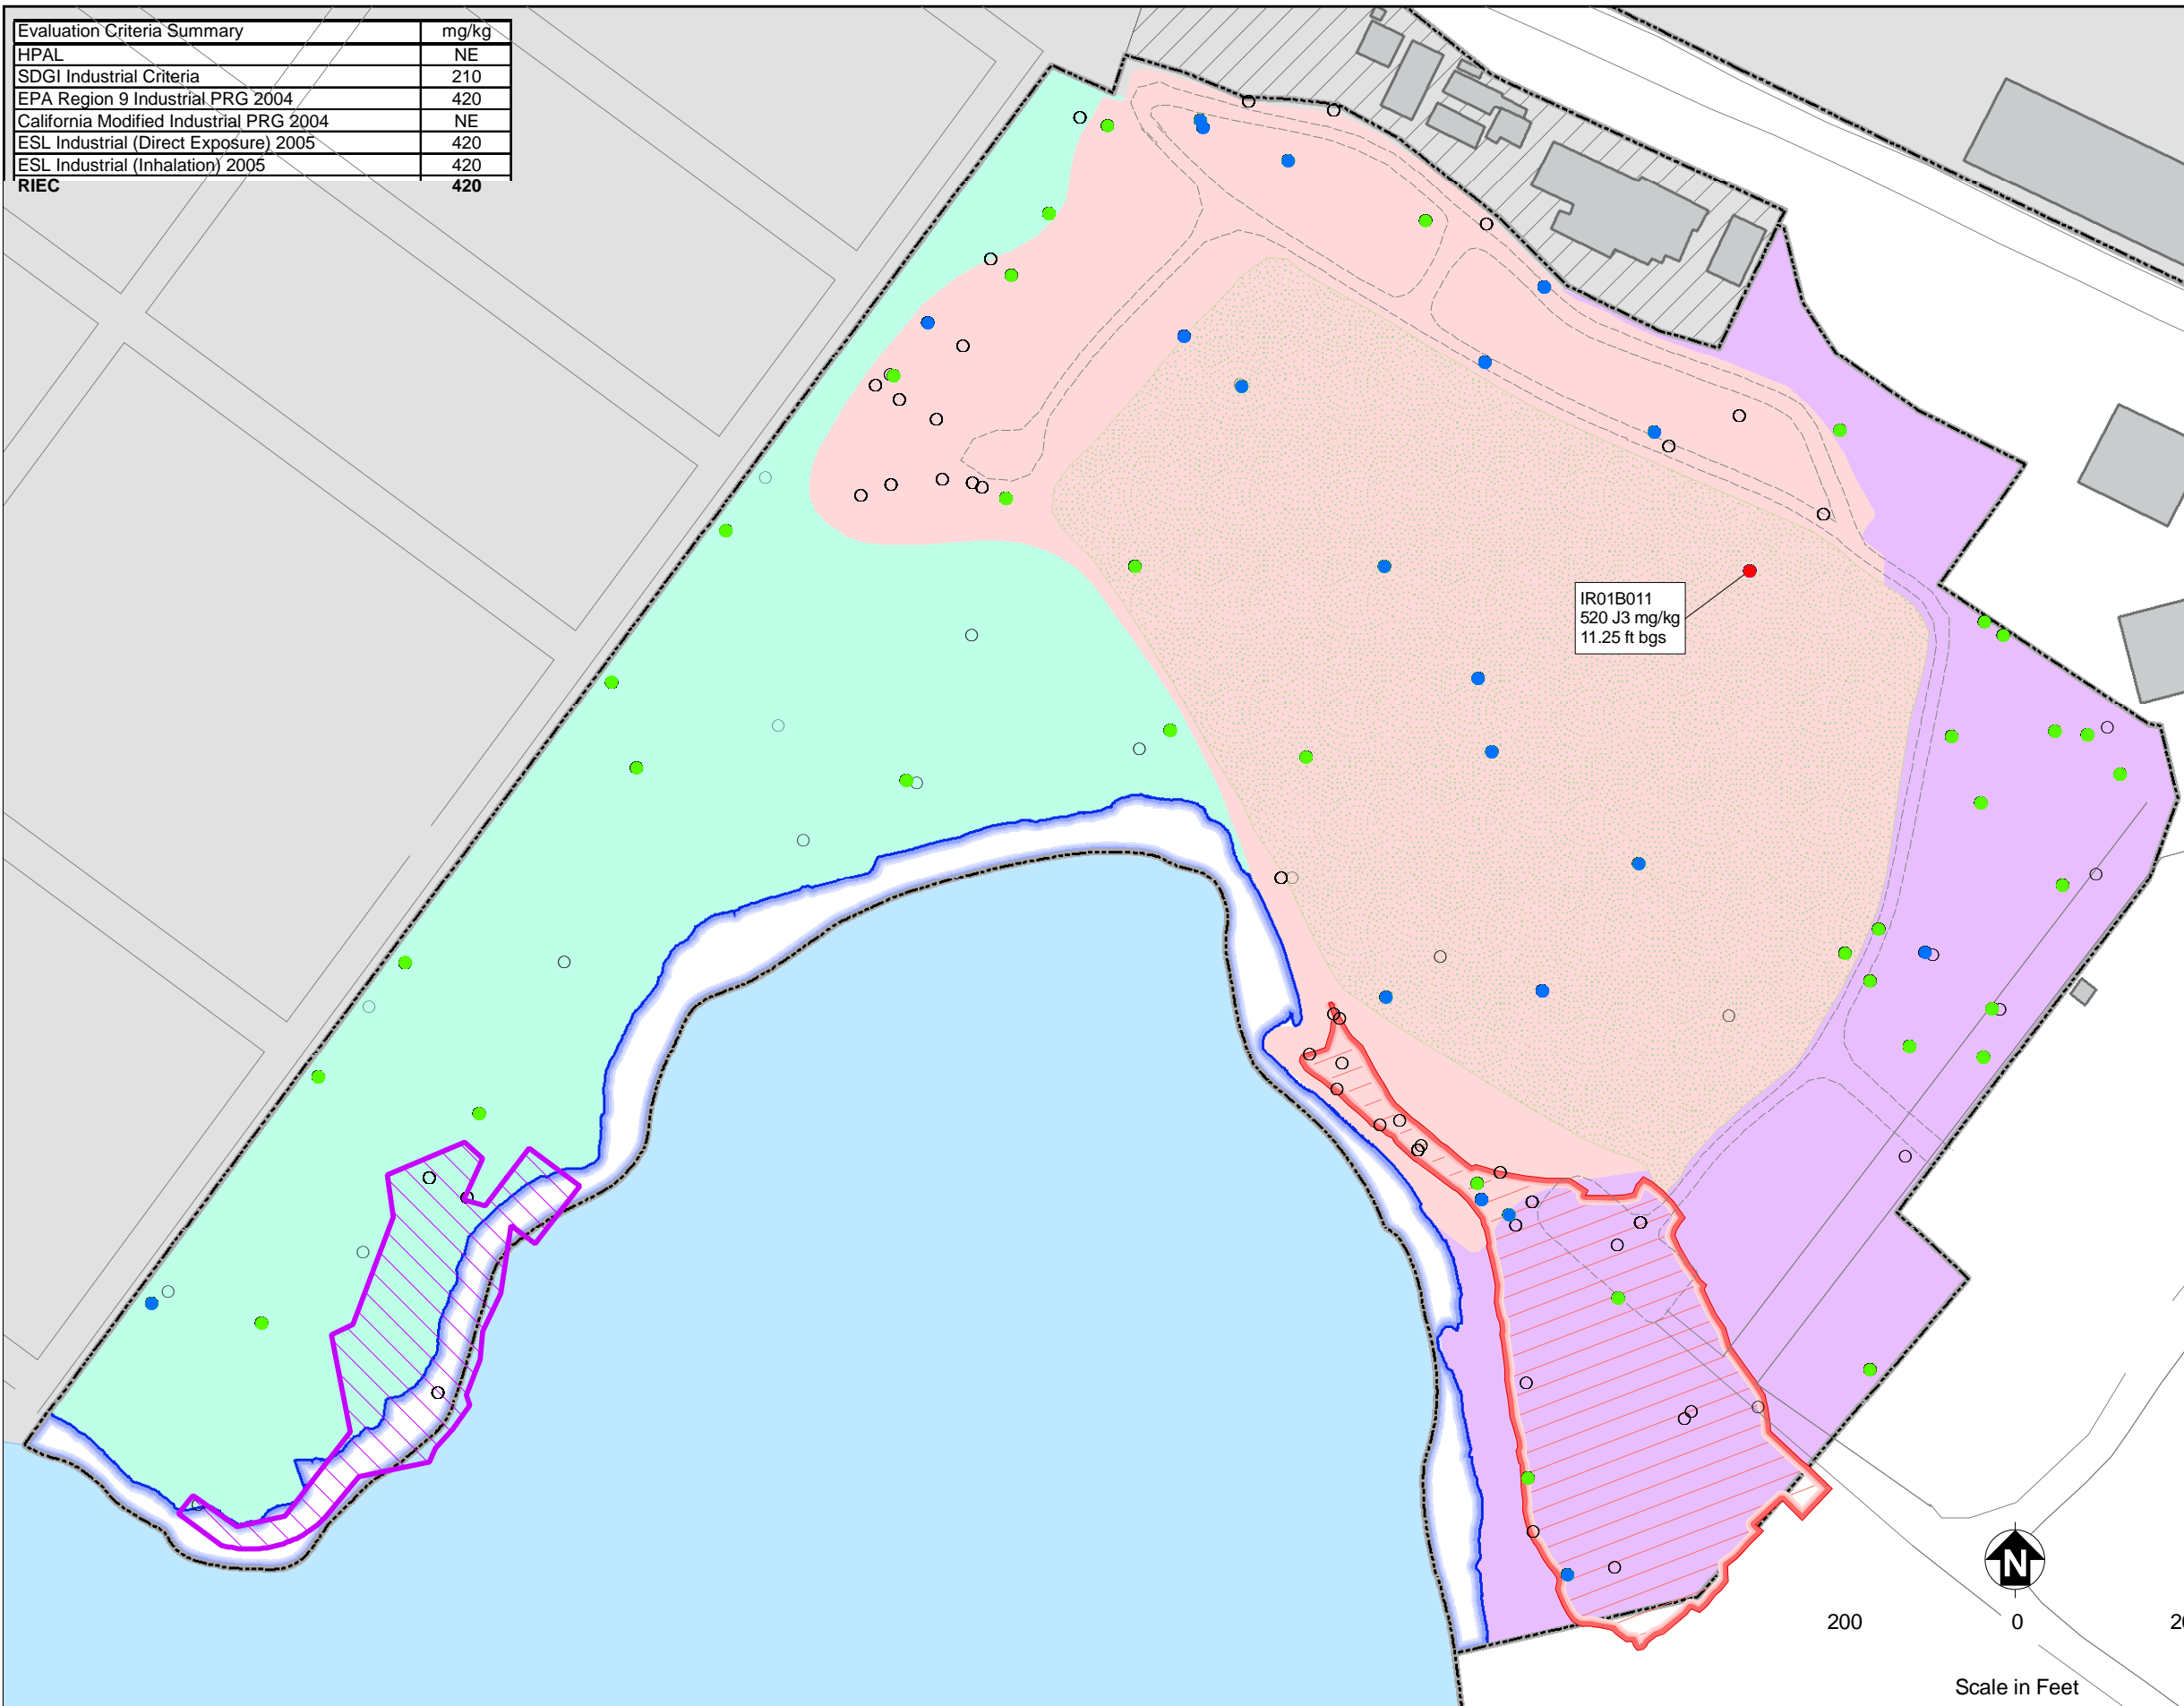 Evaluation Criteria Summary mg/kg
HPAL NE
SDGI Industrial Criteria 210
EPA Region 9 Industrial PRG 2004 420
California Modified Industrial PRG 2004 NE
ESL Industrial (Direct Exposure) 2005 420
ESL Industrial (Inhalation) 2005 420
RIEC 420
IR01B011
520 J3 mg/kg
11.25 ft bgs
N
200 0
Scale in Feet